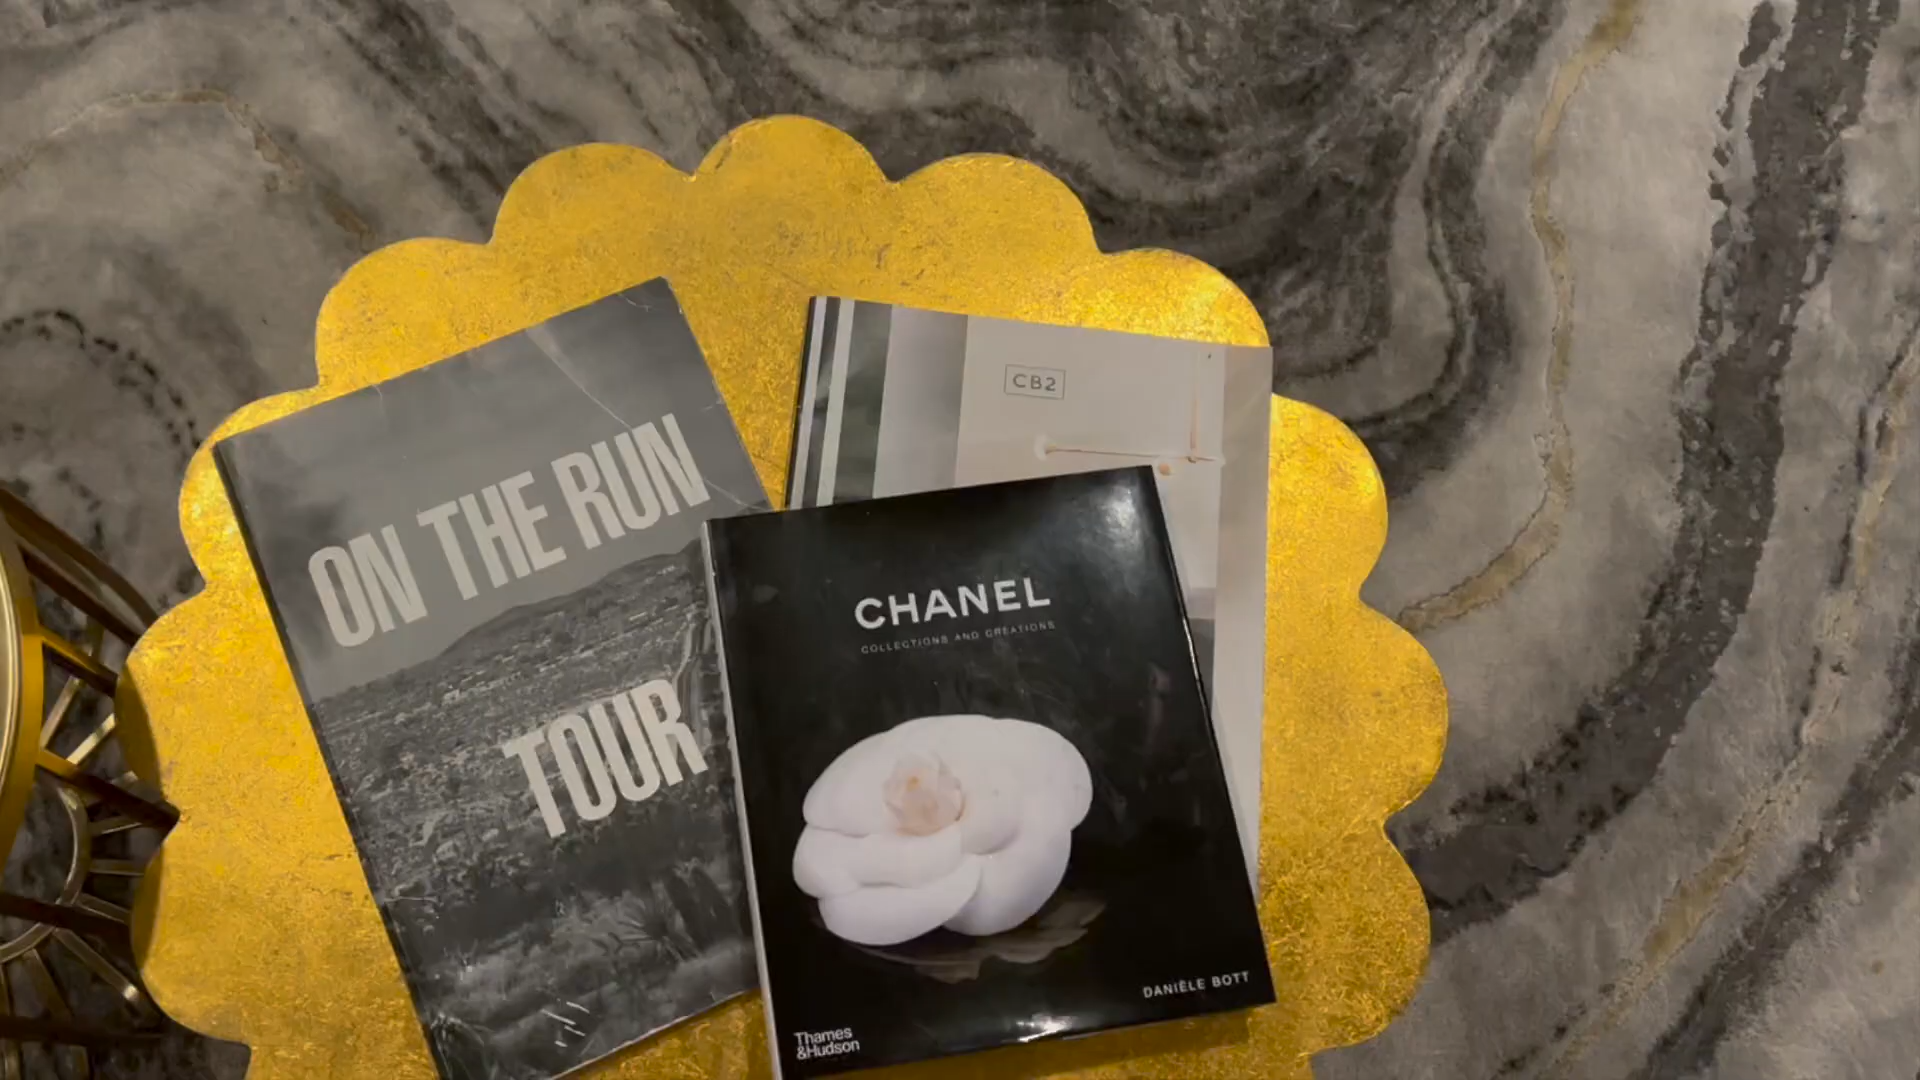 ON THE RUN
TOUR
CB2
CHANEL
COLLECTIONS AND CREATIONS
DANIÈLE BOTT
Thames
&Hudson